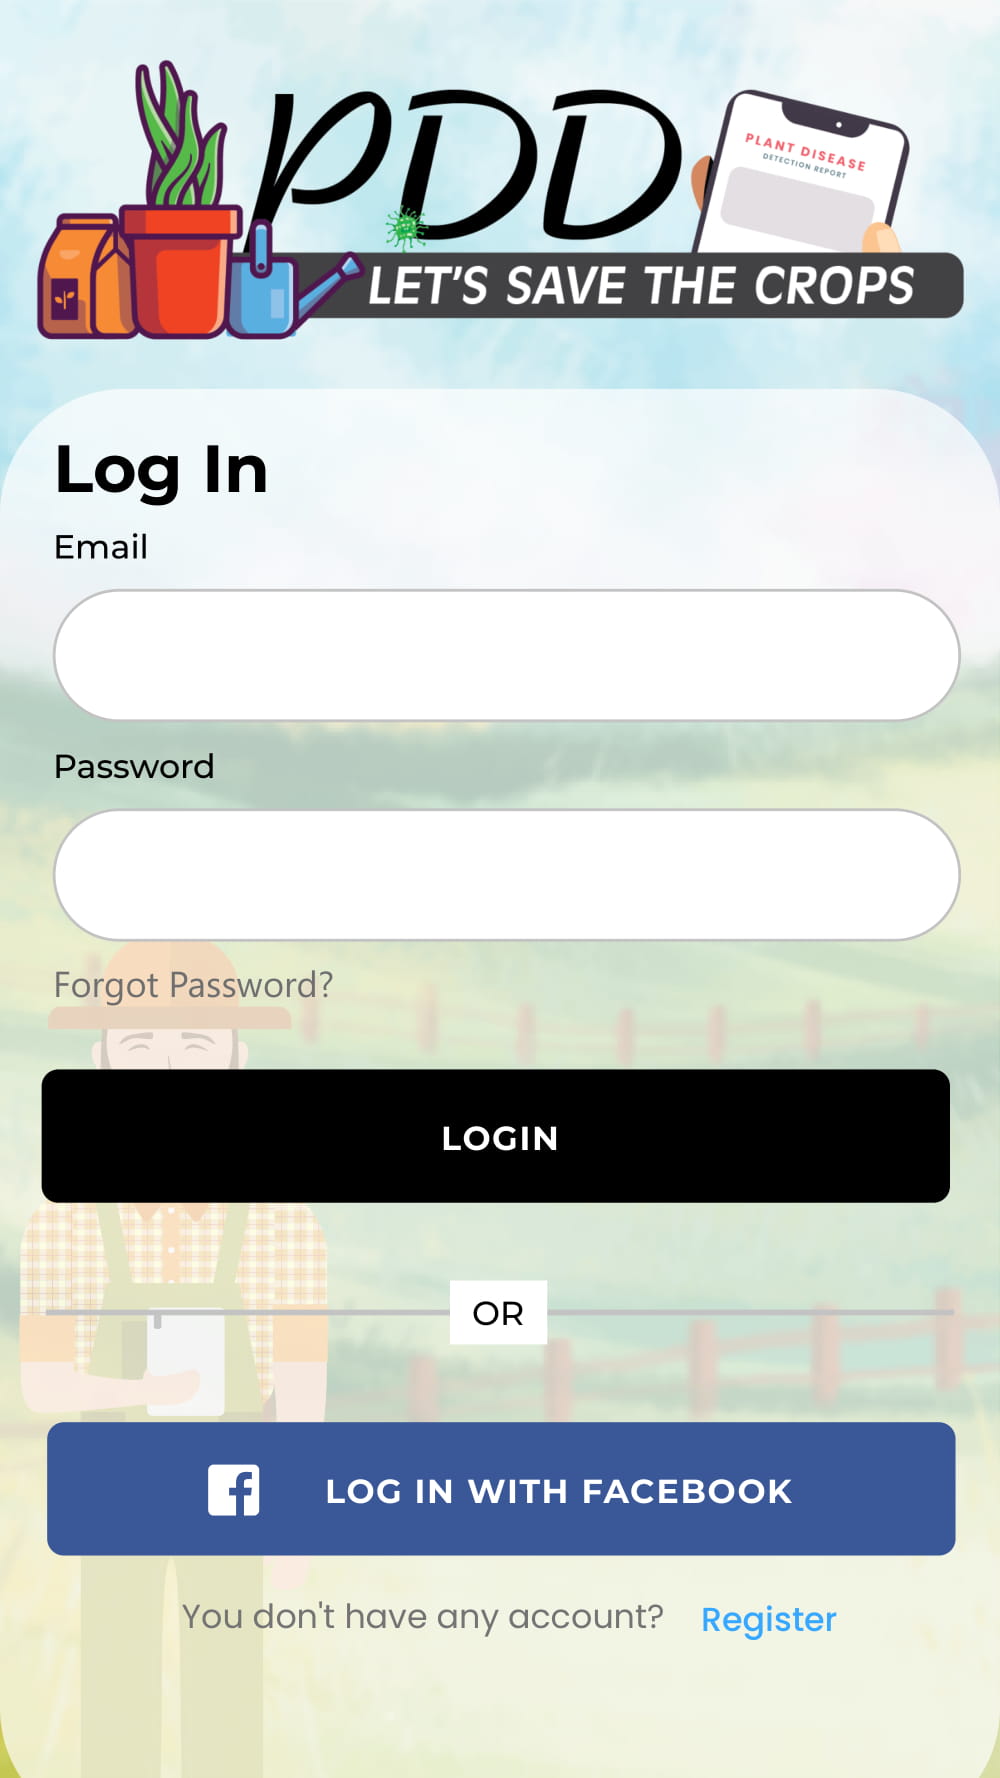 PDD
PLANT DISEASE
DETECTION REPORT
LET'S SAVE THE CROPS
Log In
Email
Password
Forgot Password?
LOGIN
OR
LOG IN WITH FACEBOOK
You don't have any account? Register